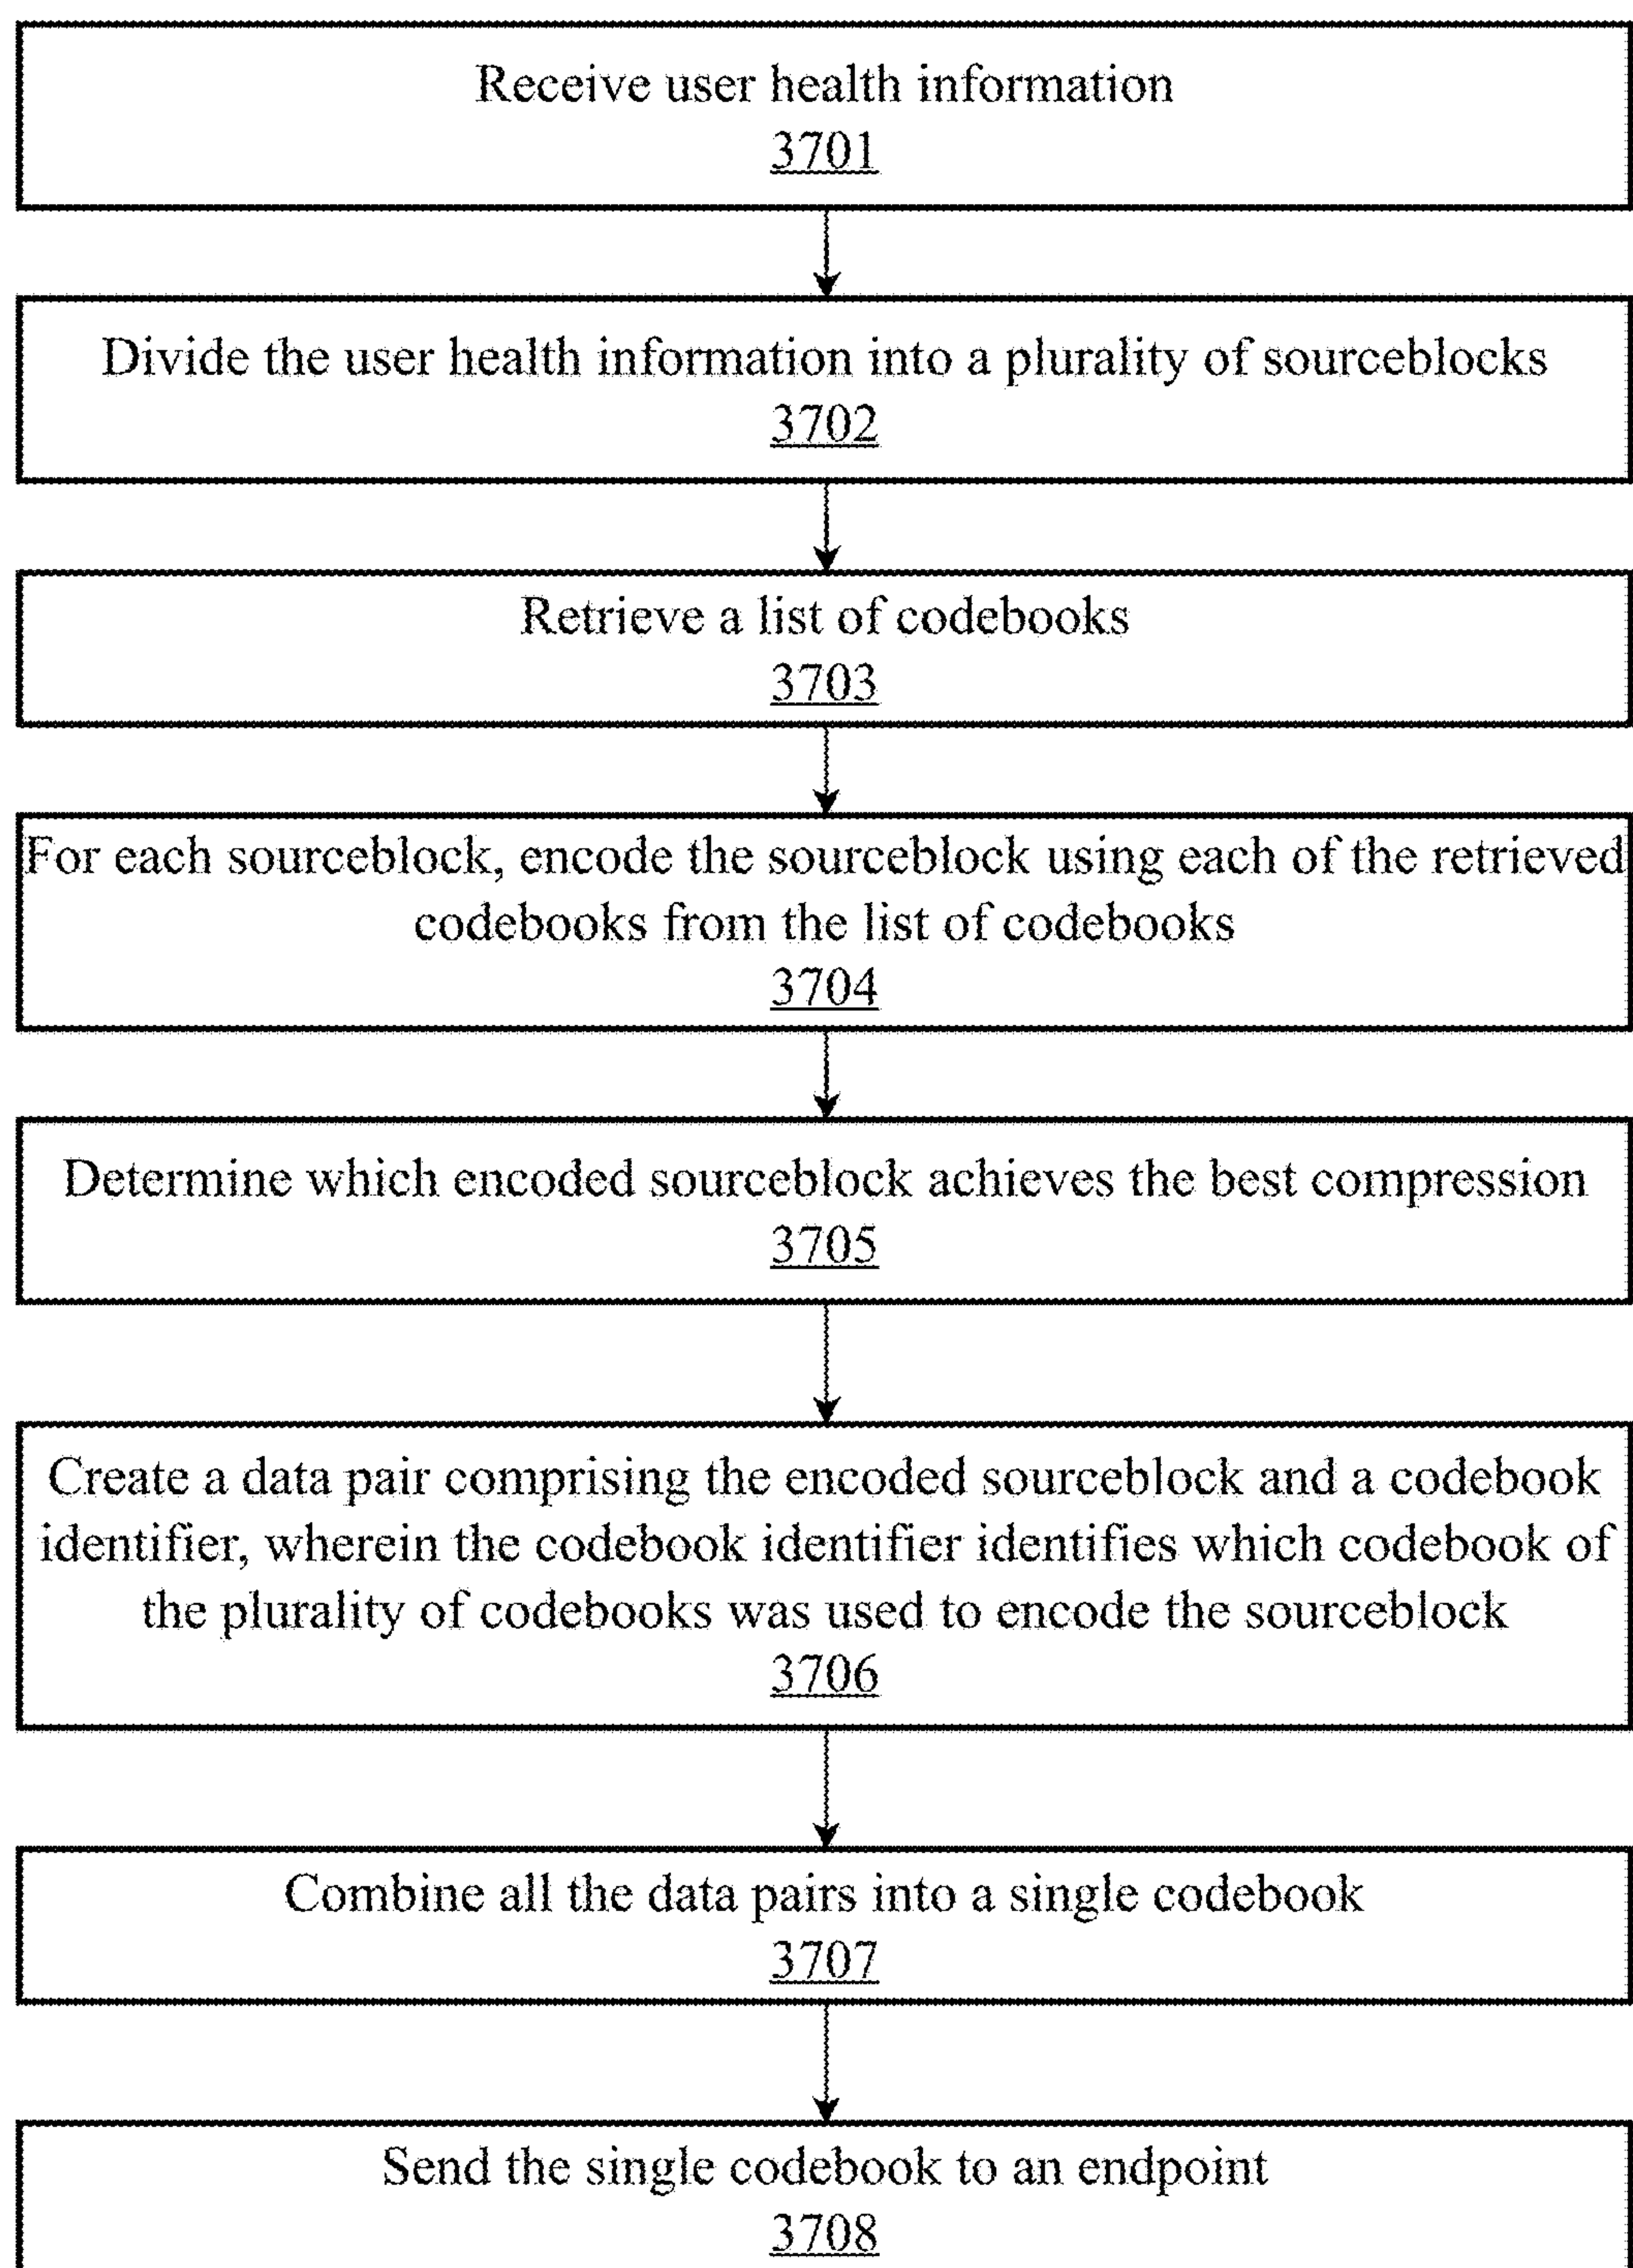 Receive user health information
3701
Divide the user health information into a plurality of sourceblocks
3702
Retrieve a list of codebooks
3703
For each sourceblock, encode the sourceblock using each of the retrieved
codebooks from the list of codebooks
3704
Determine which encoded sourceblock achieves the best compression
3705
Create a data pair comprising the encoded sourceblock and a codebook
identifier, wherein the codebook identifier identifies which codebook of
the plurality of codebooks was used to encode the sourceblock
3706
Combine all the data pairs into a single codebook
3707
Send the single codebook to an endpoint
3708